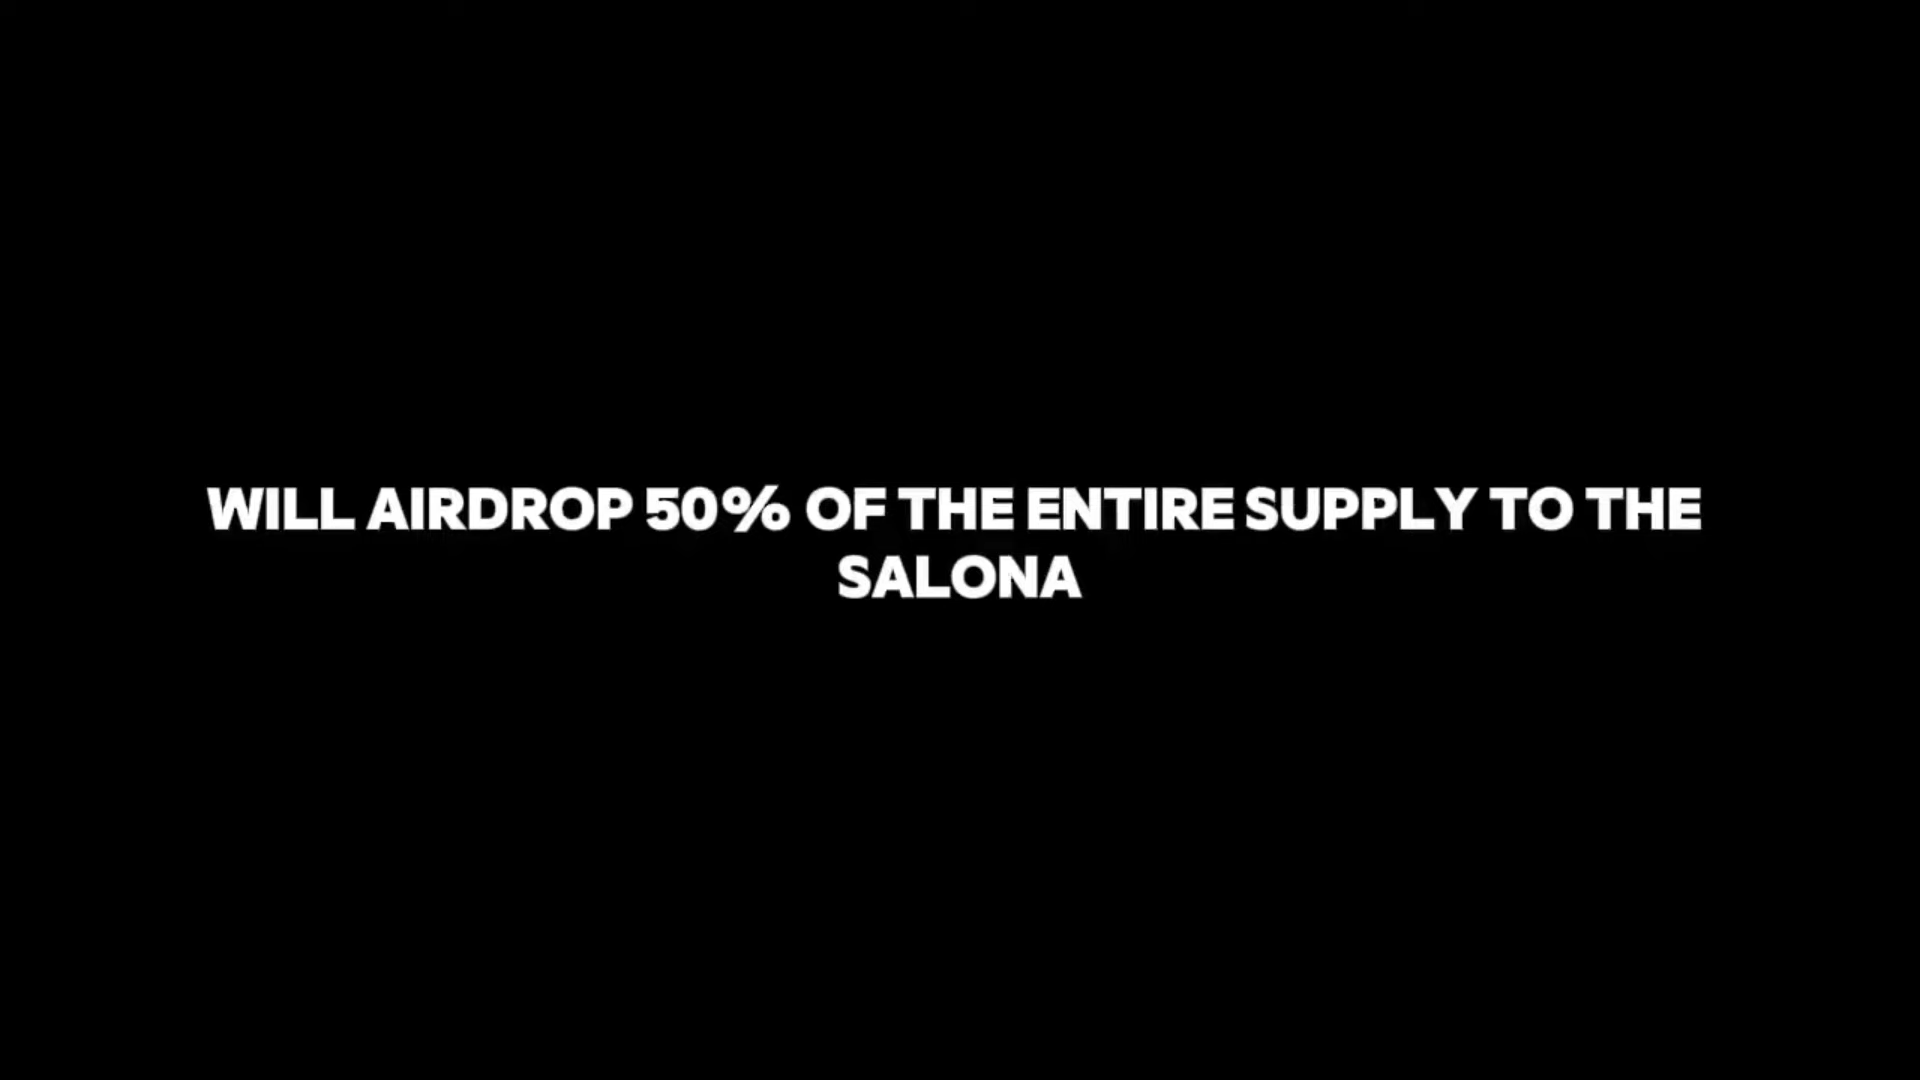 WILL AIRDROP 50% OF THE ENTIRE SUPPLY TO THE
SALONA